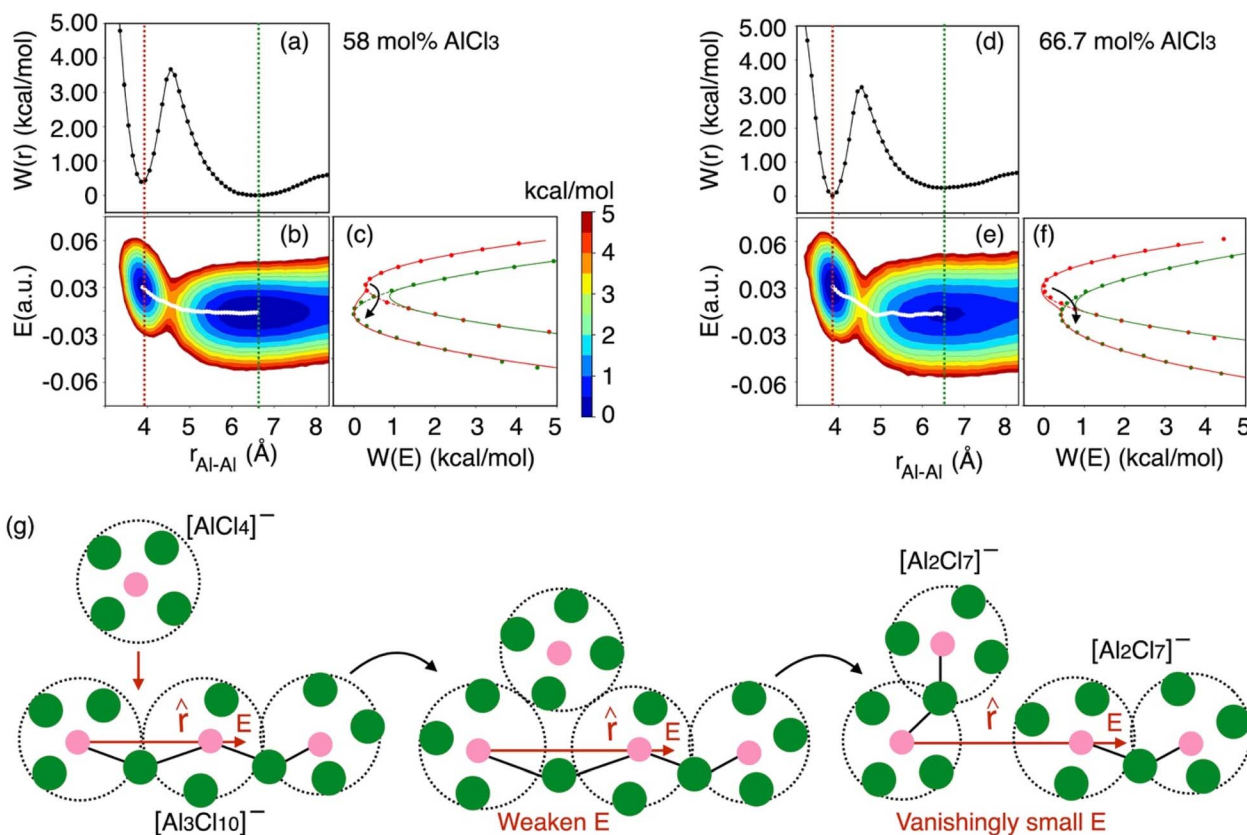 (a) 58 mol% AlCl3
W(r) (kcal/mol)
5.00
4.00
3.00
2.00
1.00
0
(b)
E(a.u.)
0.06
0.03
-0.03
-0.06
4 5 6 7 8
rAl-Al (Å)
(c)
0 1 2 3 4 5
W(E) (kcal/mol)
kcal/mol
5
4
3
2
1
0
(d) 66.7 mol% AlCl3
W(r) (kcal/mol)
5.00
4.00
3.00
2.00
1.00
0
(e)
E(a.u.)
0.06
0.03
-0.03
-0.06
4 5 6 7 8
rAl-Al (Å)
(f)
0 1 2 3 4 5
W(E) (kcal/mol)
(g)
[AlCl4]−
r̂ E
[Al3Cl10]−
r̂ E
Weaken E
[Al2Cl7]−
[Al2Cl7]−
r̂ E
Vanishingly small E